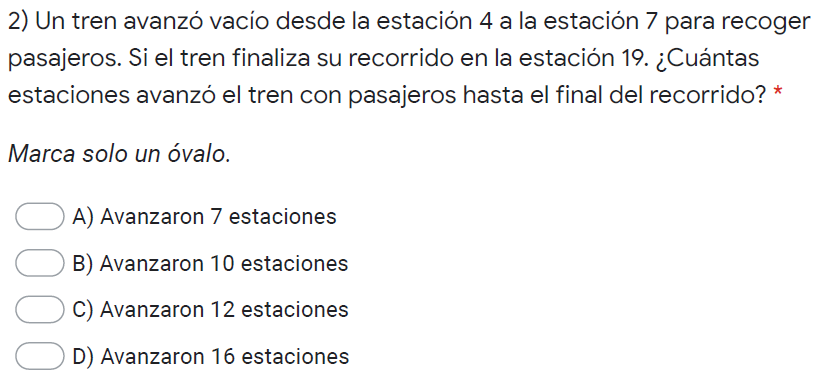 2) Un tren avanzó vacío desde la estación 4 a la estación 7 para recoger
pasajeros. Si el tren finaliza su recorrido en la estación 19. ¿Cuántas
estaciones avanzó el tren con pasajeros hasta el final del recorrido? *
Marca solo un óvalo.
A) Avanzaron 7 estaciones
B) Avanzaron 10 estaciones
C) Avanzaron 12 estaciones
D) Avanzaron 16 estaciones